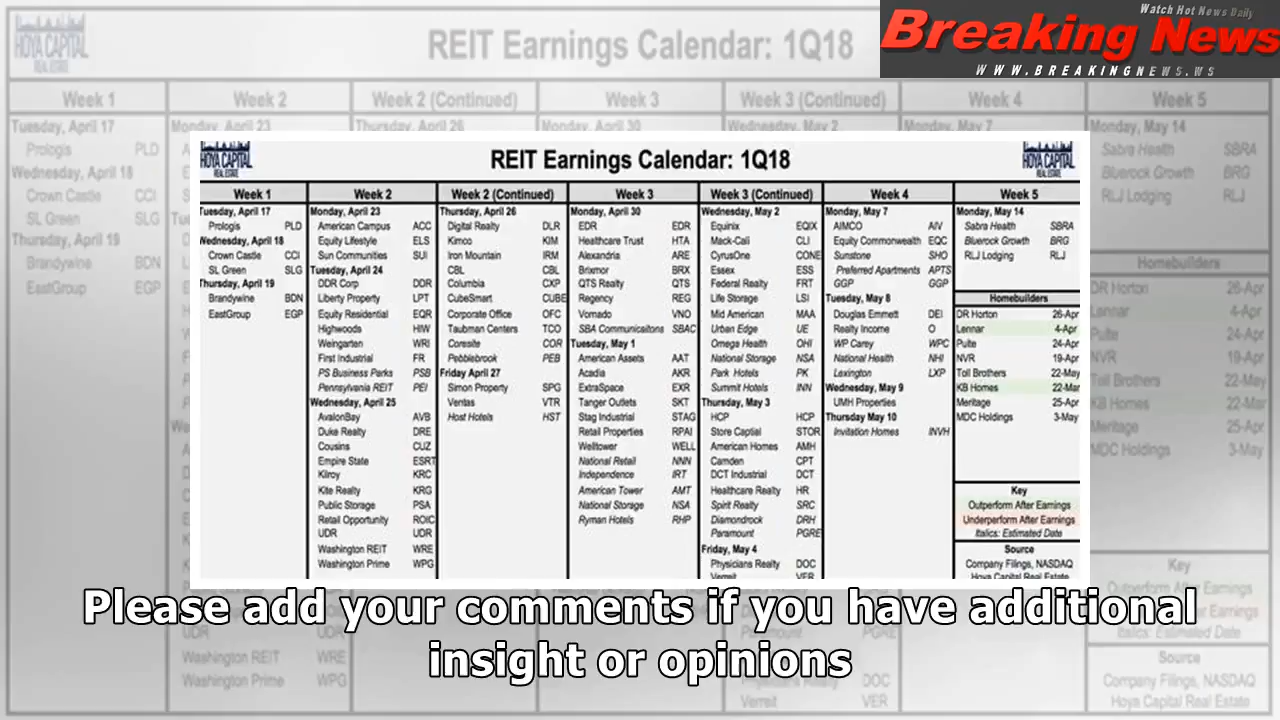 Watch Hot News Daily
Breaking News
WWW.BREAKINGNEWS.WS
HOYA CAPITAL
REAL ESTATE
REIT Earnings Calendar: 1Q18
HOYA CAPITAL
REAL ESTATE
Week 1
Tuesday, April 17
Prologis PLD
Wednesday, April 18
Crown Castle CCI
SL Green SLG
Thursday, April 19
Brandywine BDN
EastGroup EGP
Week 2
Monday, April 23
American Campus ACC
Equity Lifestyle ELS
Sun Communities SUI
Tuesday, April 24
DDR Corp DDR
Liberty Property LPT
Equity Residential EQR
Highwoods HIW
Weingarten WRI
First Industrial FR
PS Business Parks PSB
Pennsylvania REIT PEI
Wednesday, April 25
AvalonBay AVB
Duke Realty DRE
Cousins CUZ
Empire State ESRT
Kilroy KRC
Kite Realty KRG
Public Storage PSA
Retail Opportunity ROIC
UDR UDR
Washington REIT WRE
Washington Prime WPG
Week 2 (Continued)
Thursday, April 26
Digital Realty DLR
Kimco KIM
Iron Mountain IRM
CBL CBL
Columbia CXP
CubeSmart CUBE
Corporate Office OFC
Taubman Centers TCO
Coresite COR
Pebblebrook PEB
Friday April 27
Simon Property SPG
Ventas VTR
Host Hotels HST
Week 3
Monday, April 30
EDR EDR
Healthcare Trust HTA
Alexandria ARE
Brixmor BRX
QTS Realty QTS
Regency REG
Vornado VNO
SBA Communicaitons SBAC
Tuesday, May 1
American Assets AAT
Acadia AKR
ExtraSpace EXR
Tanger Outlets SKT
Stag Industrial STAG
Retail Properties RPAI
Welltower WELL
National Retail NNN
Independence IRT
American Tower AMT
National Storage NSA
Ryman Hotels RHP
Week 3 (Continued)
Wednesday, May 2
Equinix EQIX
Mack-Cali CLI
CyrusOne CONE
Essex ESS
Federal Realty FRT
Life Storage LSI
Mid American MAA
Urban Edge UE
Omega Health OHI
National Storage NSA
Park Hotels PK
Summit Hotels INN
Thursday, May 3
HCP HCP
Store Captial STOR
American Homes AMH
Camden CPT
DCT Industrial DCT
Healthcare Realty HR
Spirit Realty SRC
Diamondrock DRH
Paramount PGRE
Friday, May 4
Physicians Realty DOC
Verreit VER
Week 4
Monday, May 7
AIMCO AIV
Equity Commonwealth EQC
Sunstone SHO
Preferred Apartments APTS
GGP GGP
Tuesday, May 8
Douglas Emmett DEI
Realty Income O
WP Carey WPC
National Health NHI
Lexington LXP
Wednesday, May 9
UMH Properties
Thursday May 10
Invitation Homes INVH
Week 5
Monday, May 14
Sabra Health SBRA
Bluerock Growth BRG
RLJ Lodging RLJ
Homebuilders
DR Horton 26-Apr
Lennar 4-Apr
Pulte 24-Apr
NVR 19-Apr
Toll Brothers 22-May
KB Homes 22-Mar
Meritage 25-Apr
MDC Holdings 3-May
Key
Outperform After Earnings
Underperform After Earnings
Italics: Estimated Date
Source
Company Filings, NASDAQ
Hoya Capital Real Estate
Please add your comments if you have additional
insight or opinions